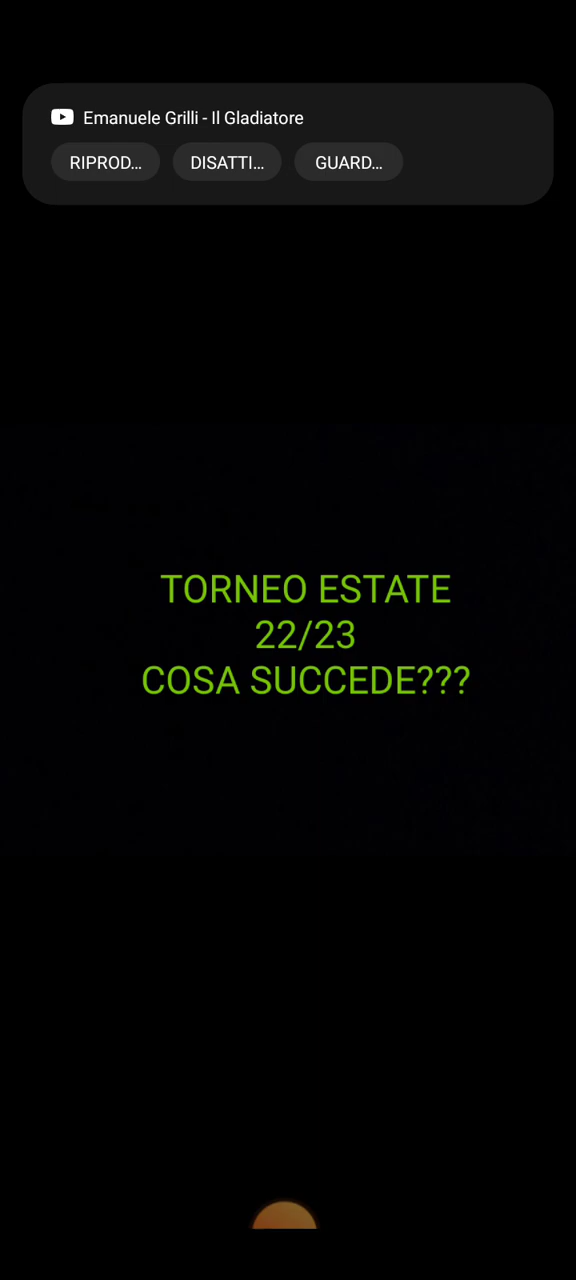 Emanuele Grilli - Il Gladiatore
RIPROD... DISATTI... GUARD...
TORNEO ESTATE
22/23
COSA SUCCEDE???